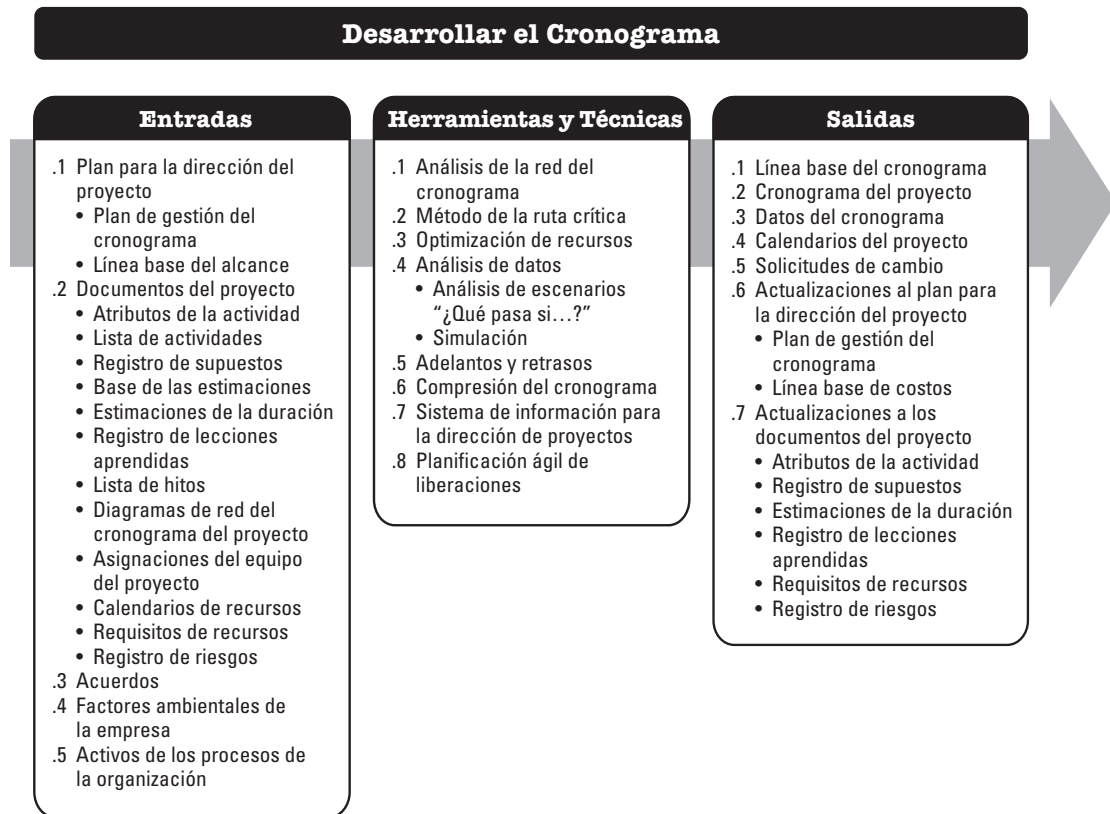 Desarrollar el Cronograma
Entradas
.1 Plan para la dirección del
proyecto
• Plan de gestión del
cronograma
• Línea base del alcance
.2 Documentos del proyecto
• Atributos de la actividad
• Lista de actividades
• Registro de supuestos
• Base de las estimaciones
• Estimaciones de la duración
• Registro de lecciones
aprendidas
• Lista de hitos
• Diagramas de red del
cronograma del proyecto
• Asignaciones del equipo
del proyecto
• Calendarios de recursos
• Requisitos de recursos
• Registro de riesgos
.3 Acuerdos
.4 Factores ambientales de
la empresa
.5 Activos de los procesos de
la organización
Herramientas y Técnicas
.1 Análisis de la red del
cronograma
.2 Método de la ruta crítica
.3 Optimización de recursos
.4 Análisis de datos
• Análisis de escenarios
“¿Qué pasa si…?”
• Simulación
.5 Adelantos y retrasos
.6 Compresión del cronograma
.7 Sistema de información para
la dirección de proyectos
.8 Planificación ágil de
liberaciones
Salidas
.1 Línea base del cronograma
.2 Cronograma del proyecto
.3 Datos del cronograma
.4 Calendarios del proyecto
.5 Solicitudes de cambio
.6 Actualizaciones al plan para
la dirección del proyecto
• Plan de gestión del
cronograma
• Línea base de costos
.7 Actualizaciones a los
documentos del proyecto
• Atributos de la actividad
• Registro de supuestos
• Estimaciones de la duración
• Registro de lecciones
aprendidas
• Requisitos de recursos
• Registro de riesgos